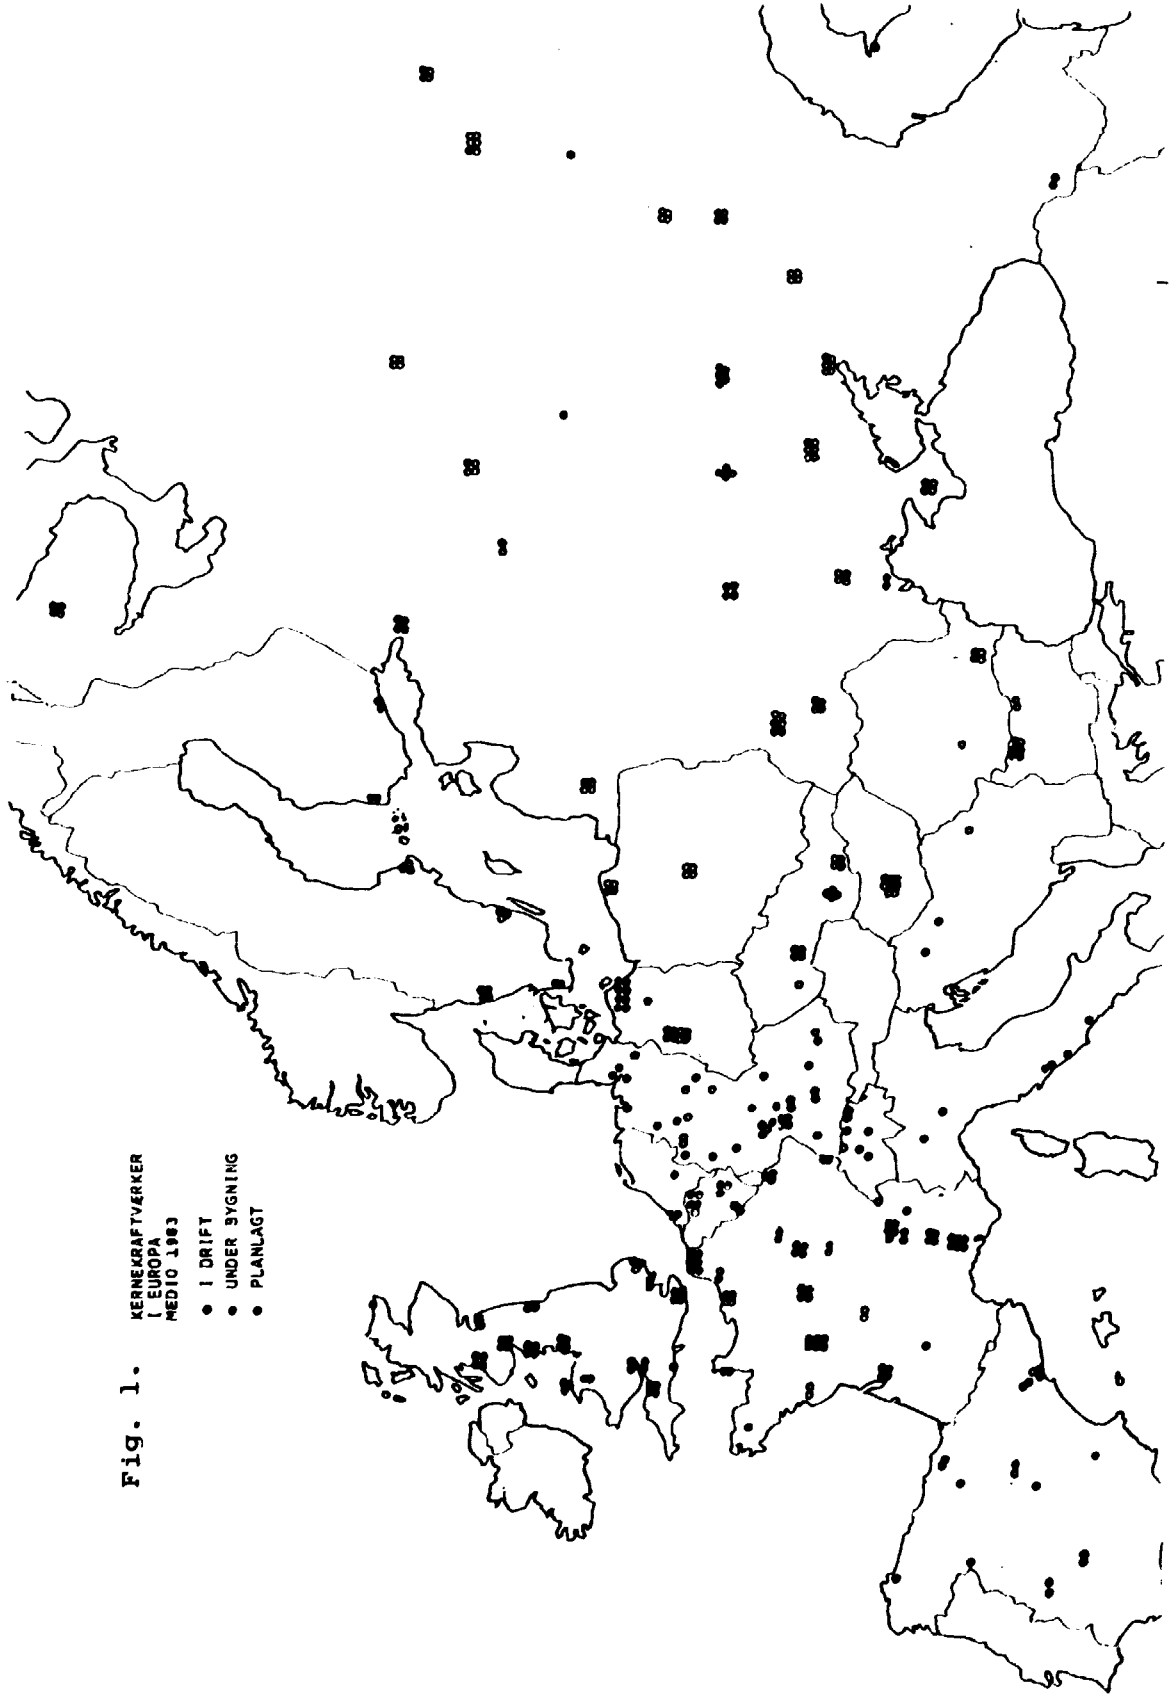 Fig. 1.
KERNEKRAFTVÆRKER
I EUROPA
MEDIO 1983
● I DRIFT
● UNDER BYGNING
● PLANLAGT